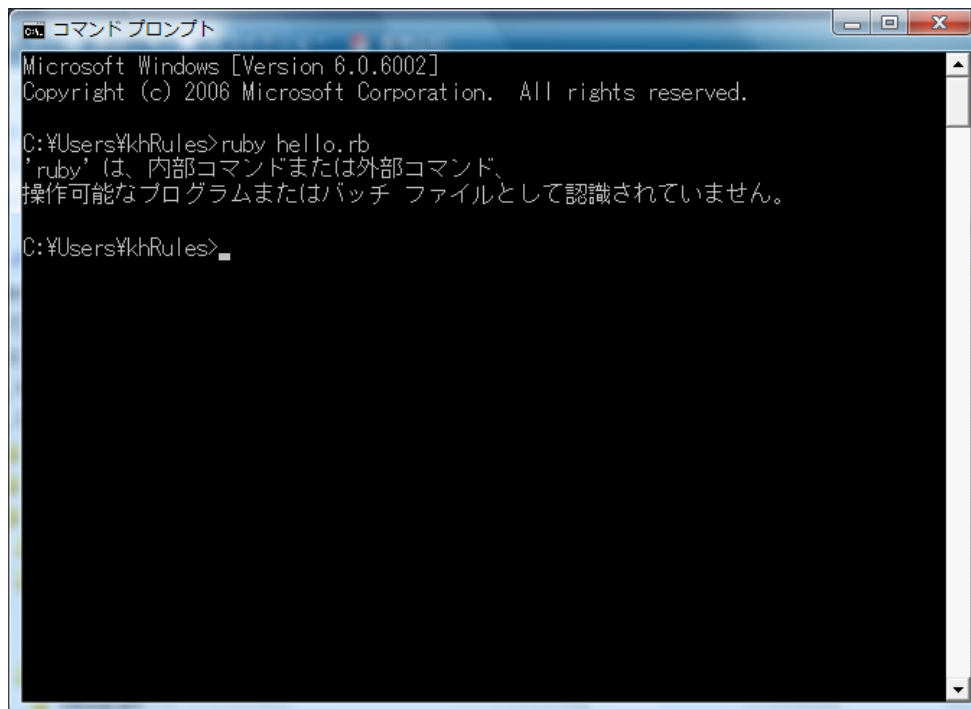 コマンド プロンプト
Microsoft Windows [Version 6.0.6002]
Copyright (c) 2006 Microsoft Corporation.  All rights reserved.
C:¥Users¥khRules>ruby hello.rb
'ruby' は、内部コマンドまたは外部コマンド、
操作可能なプログラムまたはバッチ ファイルとして認識されていません。
C:¥Users¥khRules>